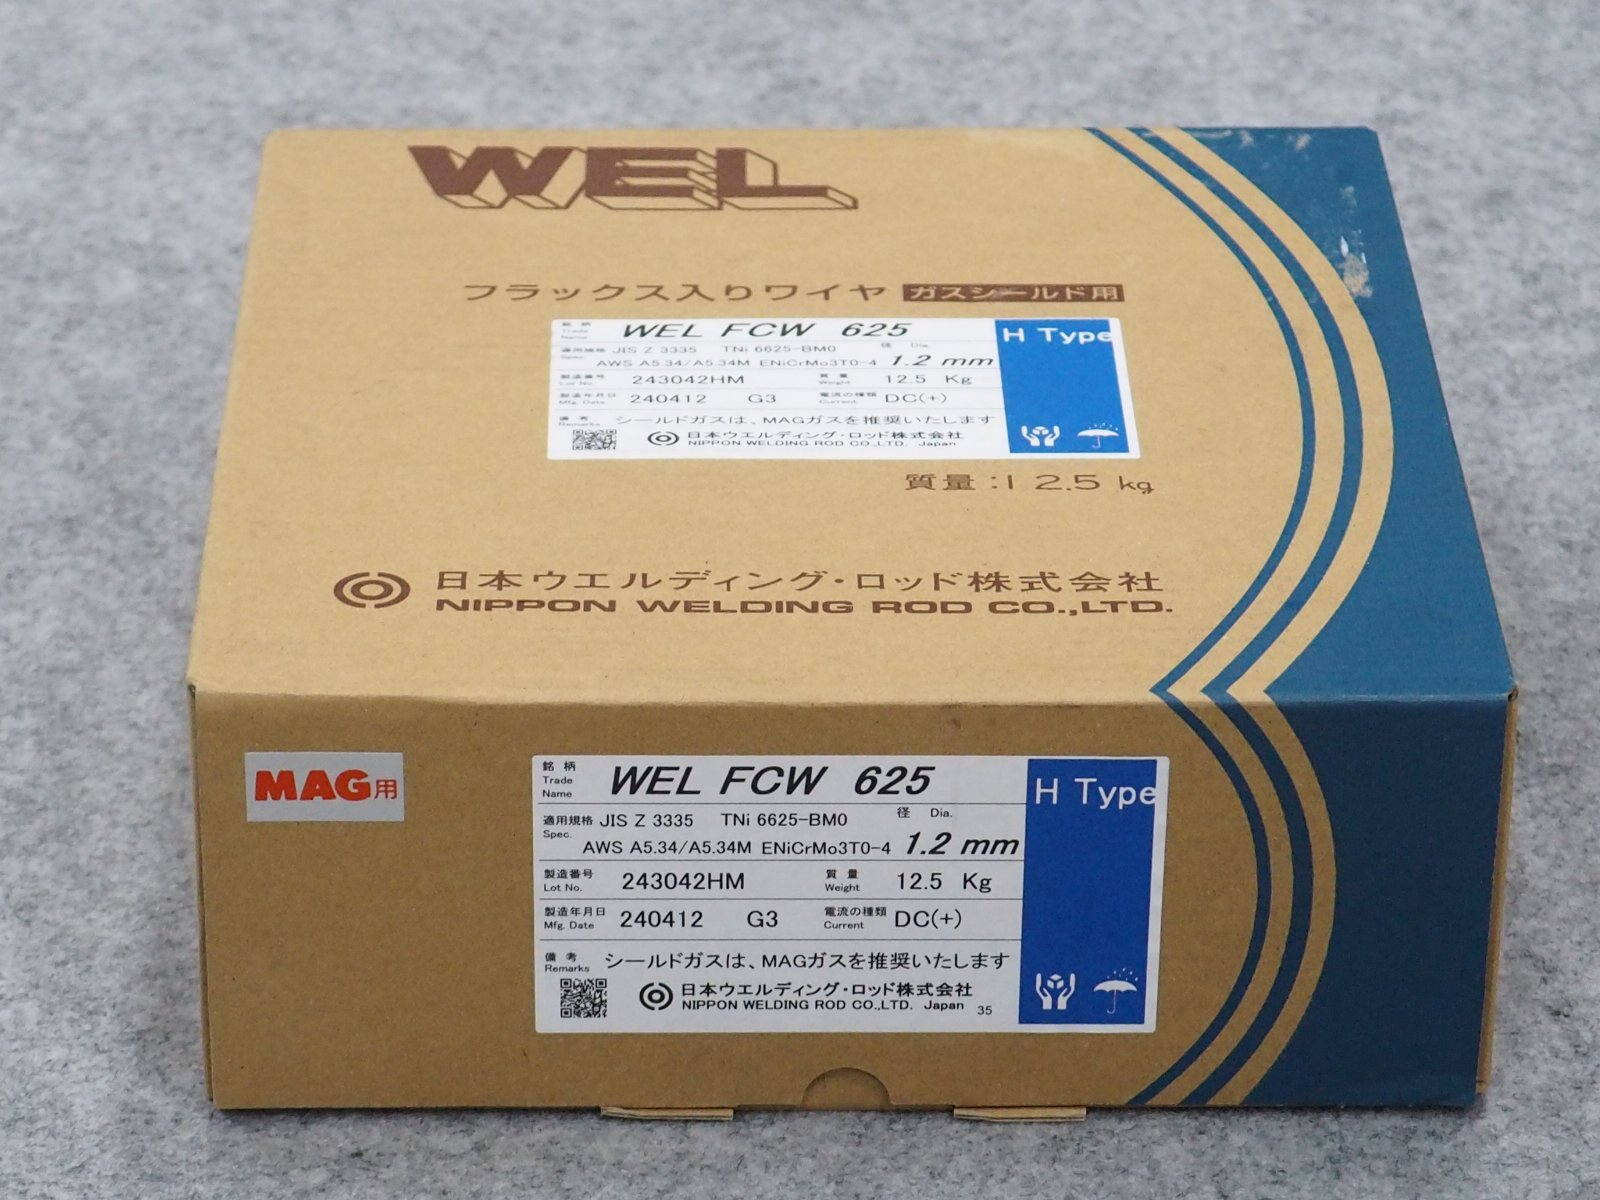 WEL
フラックス入りワイヤ ガスシールド用
銘柄 Trade Name WEL FCW 625 H Type
適用規格 Spec. JIS Z 3335 TNi 6625-BM0 径 Dia.
AWS A5.34/A5.34M ENiCrMo3T0-4 1.2 mm
製造番号 Lot No. 243042HM 質量 Weight 12.5 Kg
製造年月日 Mfg. Date 240412 G3 電流の種類 Current DC(+)
備考 Remarks シールドガスは、MAGガスを推奨いたします
日本ウエルディング・ロッド株式会社
NIPPON WELDING ROD CO.,LTD. Japan
質量:12.5 kg
日本ウエルディング・ロッド株式会社
NIPPON WELDING ROD CO.,LTD.
MAG用
銘柄 Trade Name WEL FCW 625 H Type
適用規格 Spec. JIS Z 3335 TNi 6625-BM0 径 Dia.
AWS A5.34/A5.34M ENiCrMo3T0-4 1.2 mm
製造番号 Lot No. 243042HM 質量 Weight 12.5 Kg
製造年月日 Mfg. Date 240412 G3 電流の種類 Current DC(+)
備考 Remarks シールドガスは、MAGガスを推奨いたします
日本ウエルディング・ロッド株式会社
NIPPON WELDING ROD CO.,LTD. Japan 35